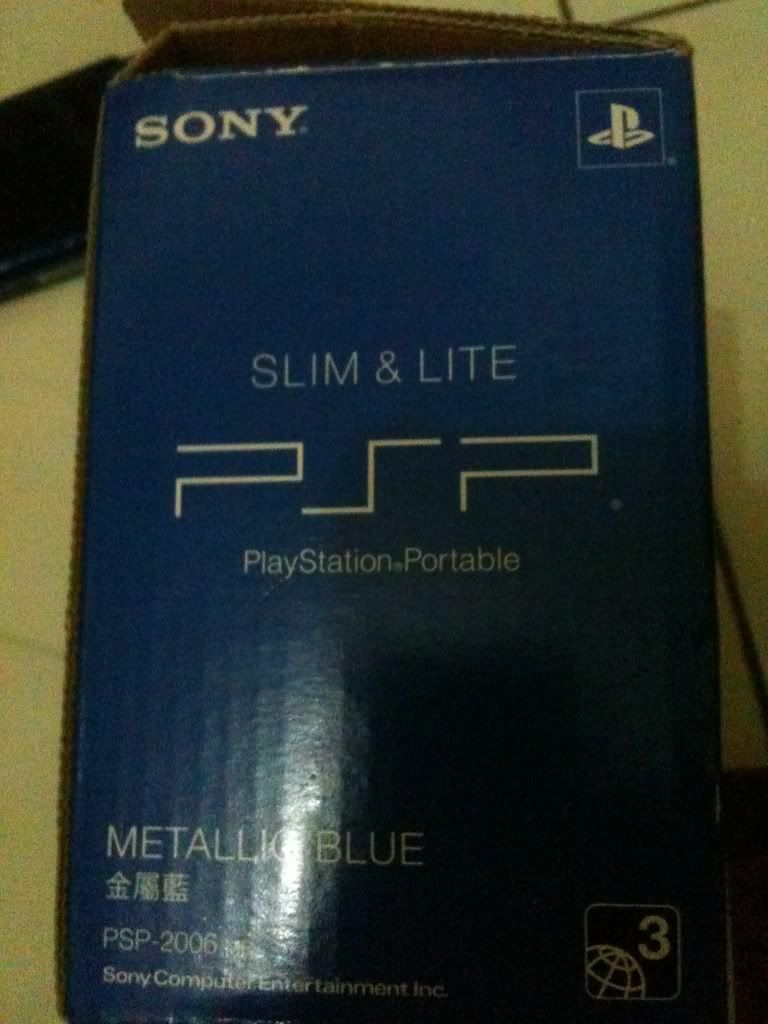 SONY®
SLIM & LITE
PSP®
PlayStation®Portable
METALLIC BLUE
金屬藍
PSP-2006
Sony Computer Entertainment Inc.
3